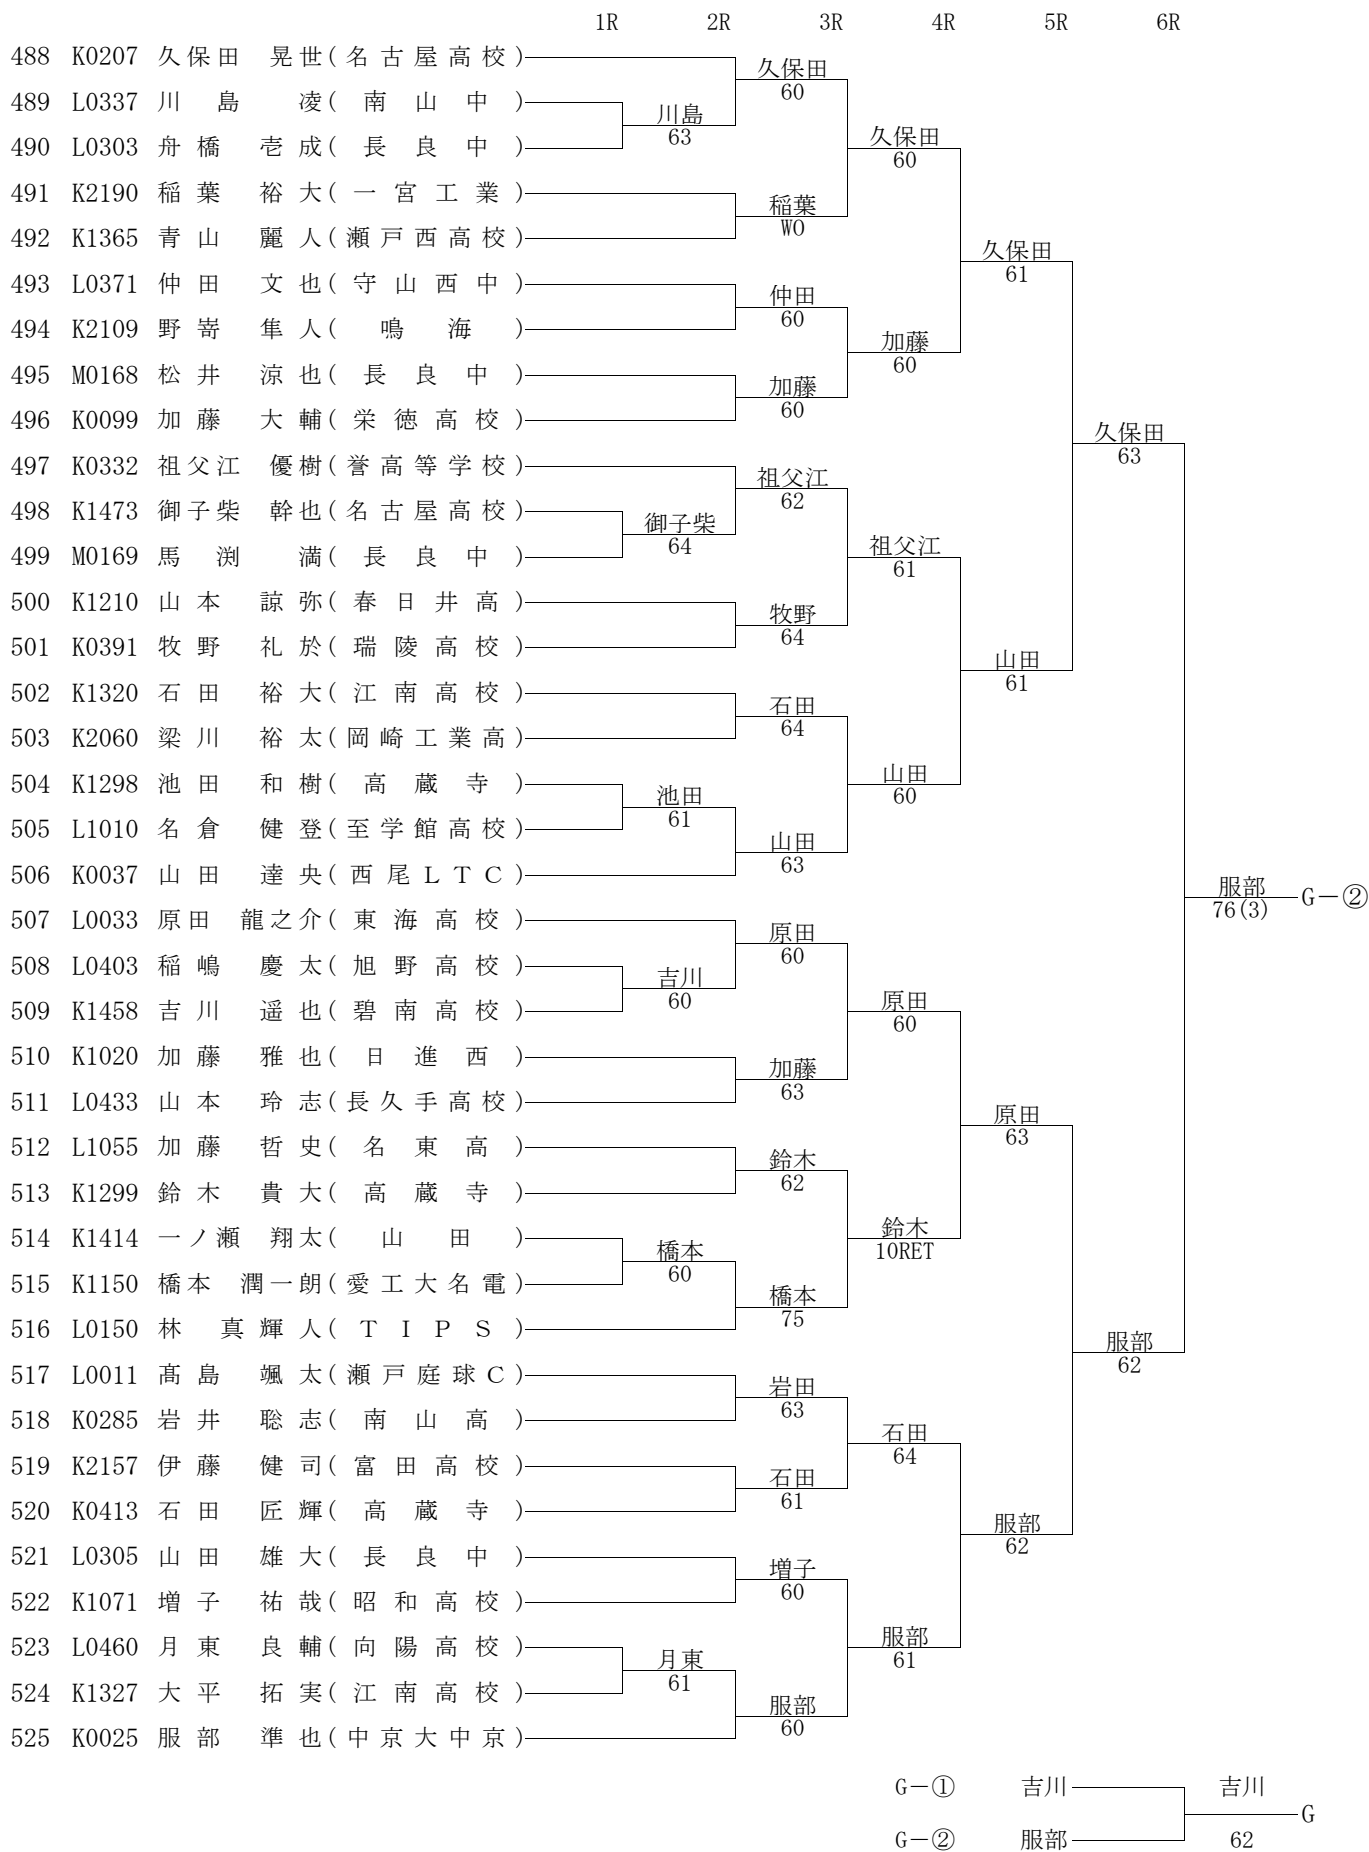 1R 2R 3R 4R 5R 6R
488 K0207 久保田 晃世(名古屋高校)
久保田
60
489 L0337 川島 凌(南山中)
川島
63
490 L0303 舟橋 壱成(長良中)
久保田
60
491 K2190 稲葉 裕大(一宮工業)
稲葉
WO
492 K1365 青山 麗人(瀬戸西高校)
久保田
61
493 L0371 仲田 文也(守山西中)
仲田
60
494 K2109 野嵜 隼人(鳴海)
加藤
60
495 M0168 松井 涼也(長良中)
加藤
60
496 K0099 加藤 大輔(栄徳高校)
久保田
63
497 K0332 祖父江 優樹(誉高等学校)
祖父江
62
498 K1473 御子柴 幹也(名古屋高校)
御子柴
64
499 M0169 馬渕 満(長良中)
祖父江
61
500 K1210 山本 諒弥(春日井高)
牧野
64
501 K0391 牧野 礼於(瑞陵高校)
山田
61
502 K1320 石田 裕大(江南高校)
石田
64
503 K2060 梁川 裕太(岡崎工業高)
山田
60
504 K1298 池田 和樹(高蔵寺)
池田
61
505 L1010 名倉 健登(至学館高校)
山田
63
506 K0037 山田 達央(西尾LTC)
服部
76(3)
G-②
507 L0033 原田 龍之介(東海高校)
原田
60
508 L0403 稲嶋 慶太(旭野高校)
吉川
60
509 K1458 吉川 遥也(碧南高校)
原田
60
510 K1020 加藤 雅也(日進西)
加藤
63
511 L0433 山本 玲志(長久手高校)
原田
63
512 L1055 加藤 哲史(名東高)
鈴木
62
513 K1299 鈴木 貴大(高蔵寺)
鈴木
10RET
514 K1414 一ノ瀬 翔太(山田)
橋本
60
515 K1150 橋本 潤一朗(愛工大名電)
橋本
75
516 L0150 林 真輝人(TIPS)
服部
62
517 L0011 髙島 颯太(瀬戸庭球C)
岩田
63
518 K0285 岩井 聡志(南山高)
石田
64
519 K2157 伊藤 健司(富田高校)
石田
61
520 K0413 石田 匠輝(高蔵寺)
服部
62
521 L0305 山田 雄大(長良中)
増子
60
522 K1071 増子 祐哉(昭和高校)
服部
61
523 L0460 月東 良輔(向陽高校)
月東
61
524 K1327 大平 拓実(江南高校)
服部
60
525 K0025 服部 準也(中京大中京)
G-① 吉川 吉川
G
G-② 服部 62